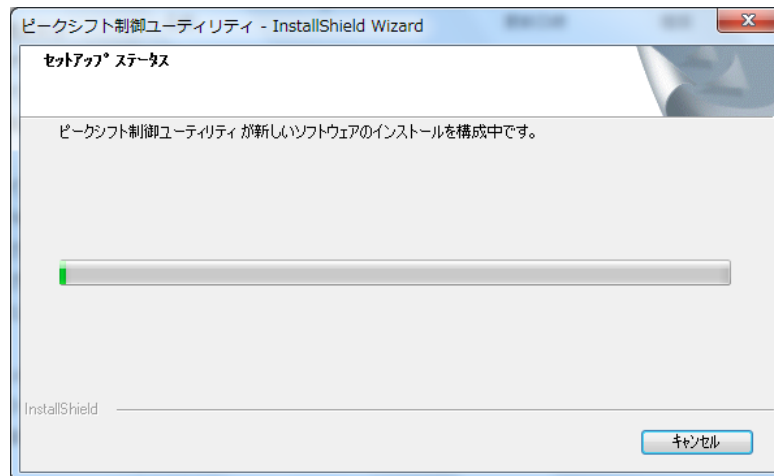 ピークシフト制御ユーティリティ - InstallShield Wizard
ｾｯﾄｱｯﾌﾟ ｽﾃｰﾀｽ
ピークシフト制御ユーティリティ が新しいソフトウェアのインストールを構成中です。
InstallShield
ｷｬﾝｾﾙ